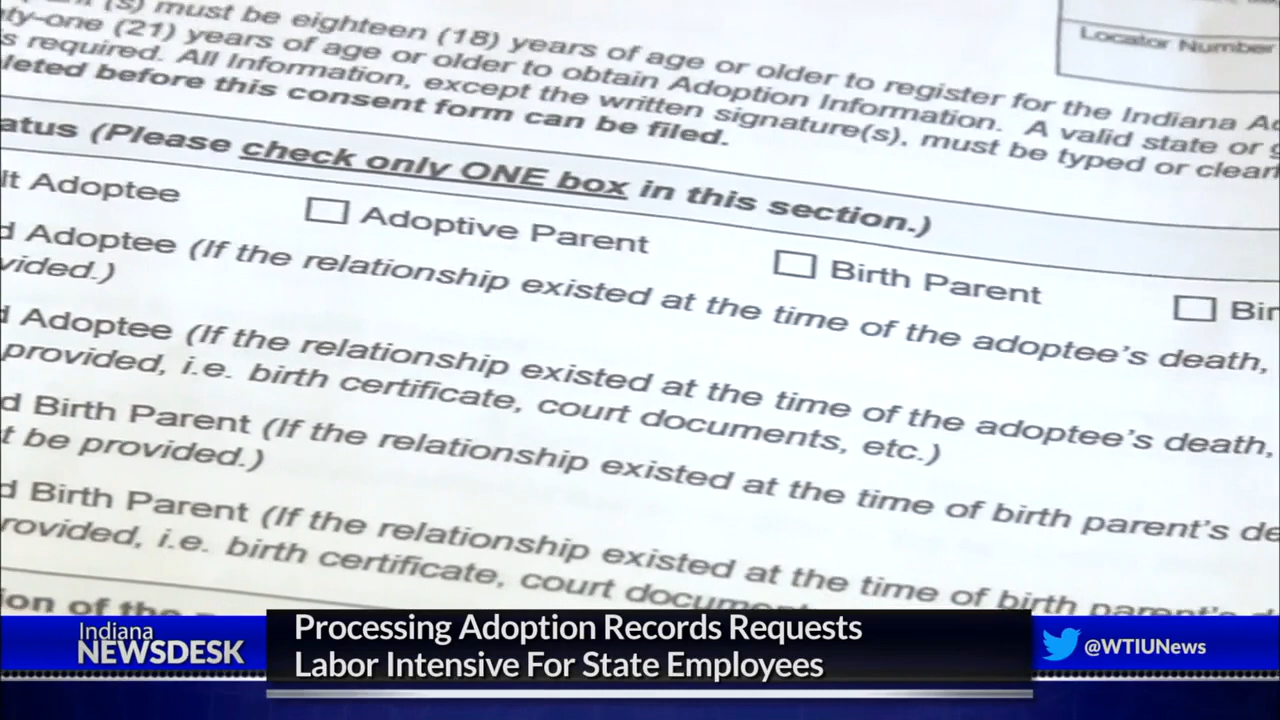 (s) must be eighteen (18) years of age or older to register for the Indiana
ty-one (21) years of age or older to obtain Adoption Information. A valid state or
s required. All Information, except the written signature(s), must be typed or
leted before this consent form can be filed.
Locator Number
atus (Please check only ONE box in this section.)
lt Adoptee
Adoptive Parent
Birth Parent
d Adoptee (If the relationship existed at the time of the adoptee's death,
vided.)
d Adoptee (If the relationship existed at the time of the adoptee's death,
provided, i.e. birth certificate, court documents, etc.)
d Birth Parent (If the relationship existed at the time of birth parent's de
t be provided.)
d Birth Parent (If the relationship existed at the time of birth parent's
rovided, i.e. birth certificate, court
ion of the
Indiana
NEWSDESK
Processing Adoption Records Requests
Labor Intensive For State Employees
@WTIUNews